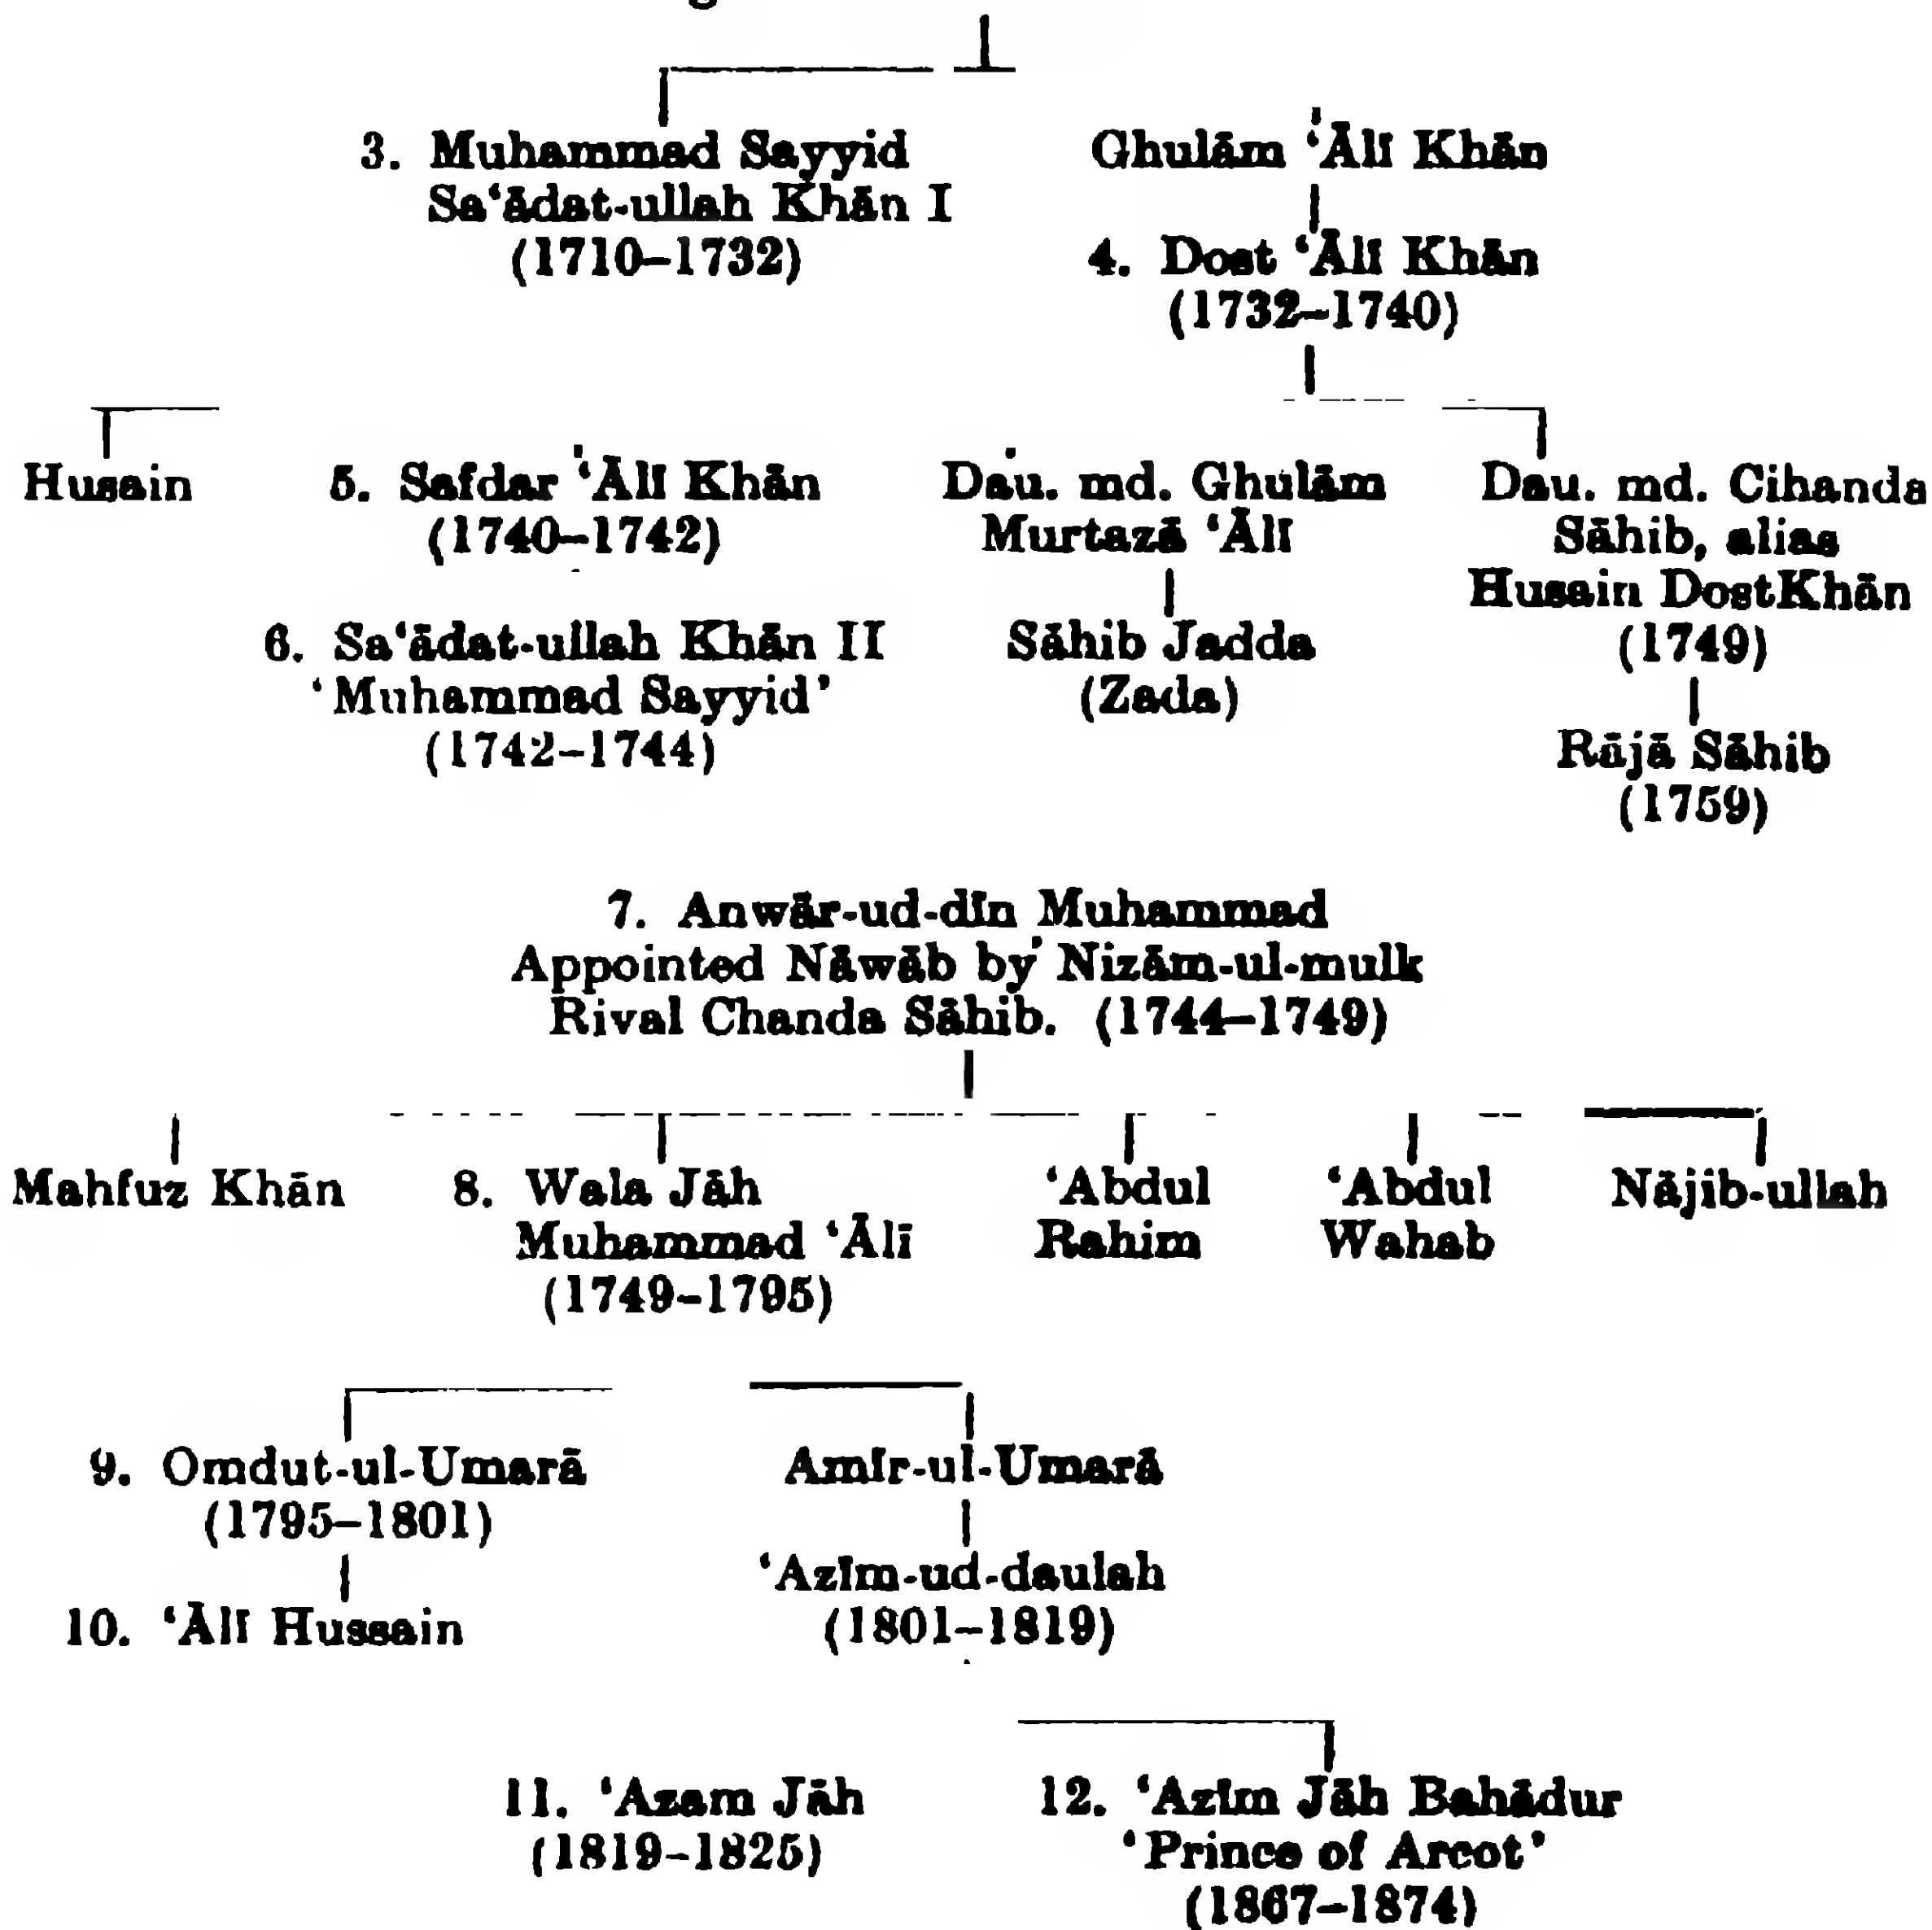 3. Muhammad Sayyid
Sa‘ādat-ullah Khān I
(1710–1732)
Ghulām ‘Ālī Khān
4. Dost ‘Ālī Khān
(1732–1740)
Husain
5. Safdar ‘Ālī Khān
(1740–1742)
Dau. md. Ghulām
Murtazā ‘Ālī
Dau. md. Cihanda
Sāhib, alias
Husain DostKhān
(1749)
6. Sa‘ādat-ullah Khān II
‘Muhammad Sayyid’
(1742–1744)
Sāhib Jadda
(Zada)
Rājā Sāhib
(1759)
7. Anwār-ud-dīn Muhammad
Appointed Nāwāb by Nizām-ul-mulk
Rival Chanda Sāhib. (1744–1749)
Mahfuz Khān
8. Wala Jāh
Muhammad ‘Ālī
(1749–1795)
‘Abdul
Rahim
‘Abdul
Wahab
Nājib-ullah
9. Omdut-ul-Umarā
(1795–1801)
Amīr-ul-Umarā
‘Azīm-ud-daulah
(1801–1819)
10. ‘Ālī Hussain
11. ‘Azam Jāh
(1819–1825)
12. ‘Azīm Jāh Bahādur
‘Prince of Arcot’
(1867–1874)